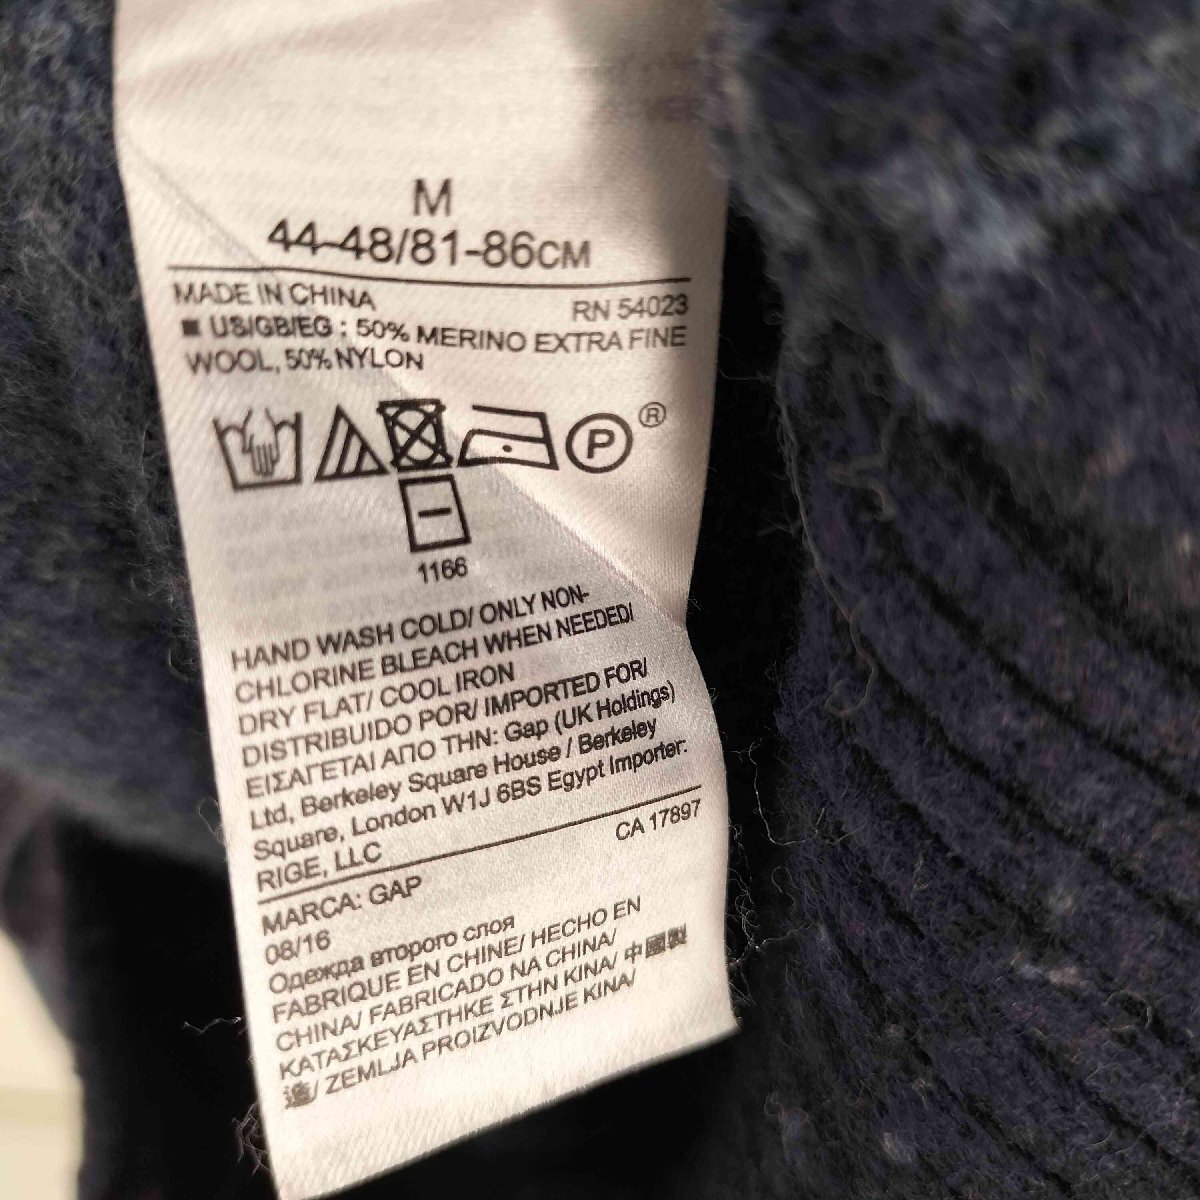 M
44-48/81-86CM
MADE IN CHINA RN 54023
■ US/GB/EG : 50% MERINO EXTRA FINE
WOOL, 50% NYLON
P ®
1166
HAND WASH COLD/ ONLY NON-
CHLORINE BLEACH WHEN NEEDED/
DRY FLAT/ COOL IRON
DISTRIBUIDO POR/ IMPORTED FOR/
ΕΙΣΑΓΕΤΑΙ ΑΠΟ ΤΗΝ: Gap (UK Holdings)
Ltd, Berkeley Square House / Berkeley
Square, London W1J 6BS Egypt Importer:
RIGE, LLC
CA 17897
MARCA: GAP
08/16
Одежда второго слоя
FABRIQUE EN CHINE/ HECHO EN
CHINA/ FABRICADO NA CHINA/
ΚΑΤΑΣΚΕΥΑΣΤΗΚΕ ΣΤΗΝ ΚΙΝΑ/ 中國製
造/ ZEMLJA PROIZVODNJE KINA/